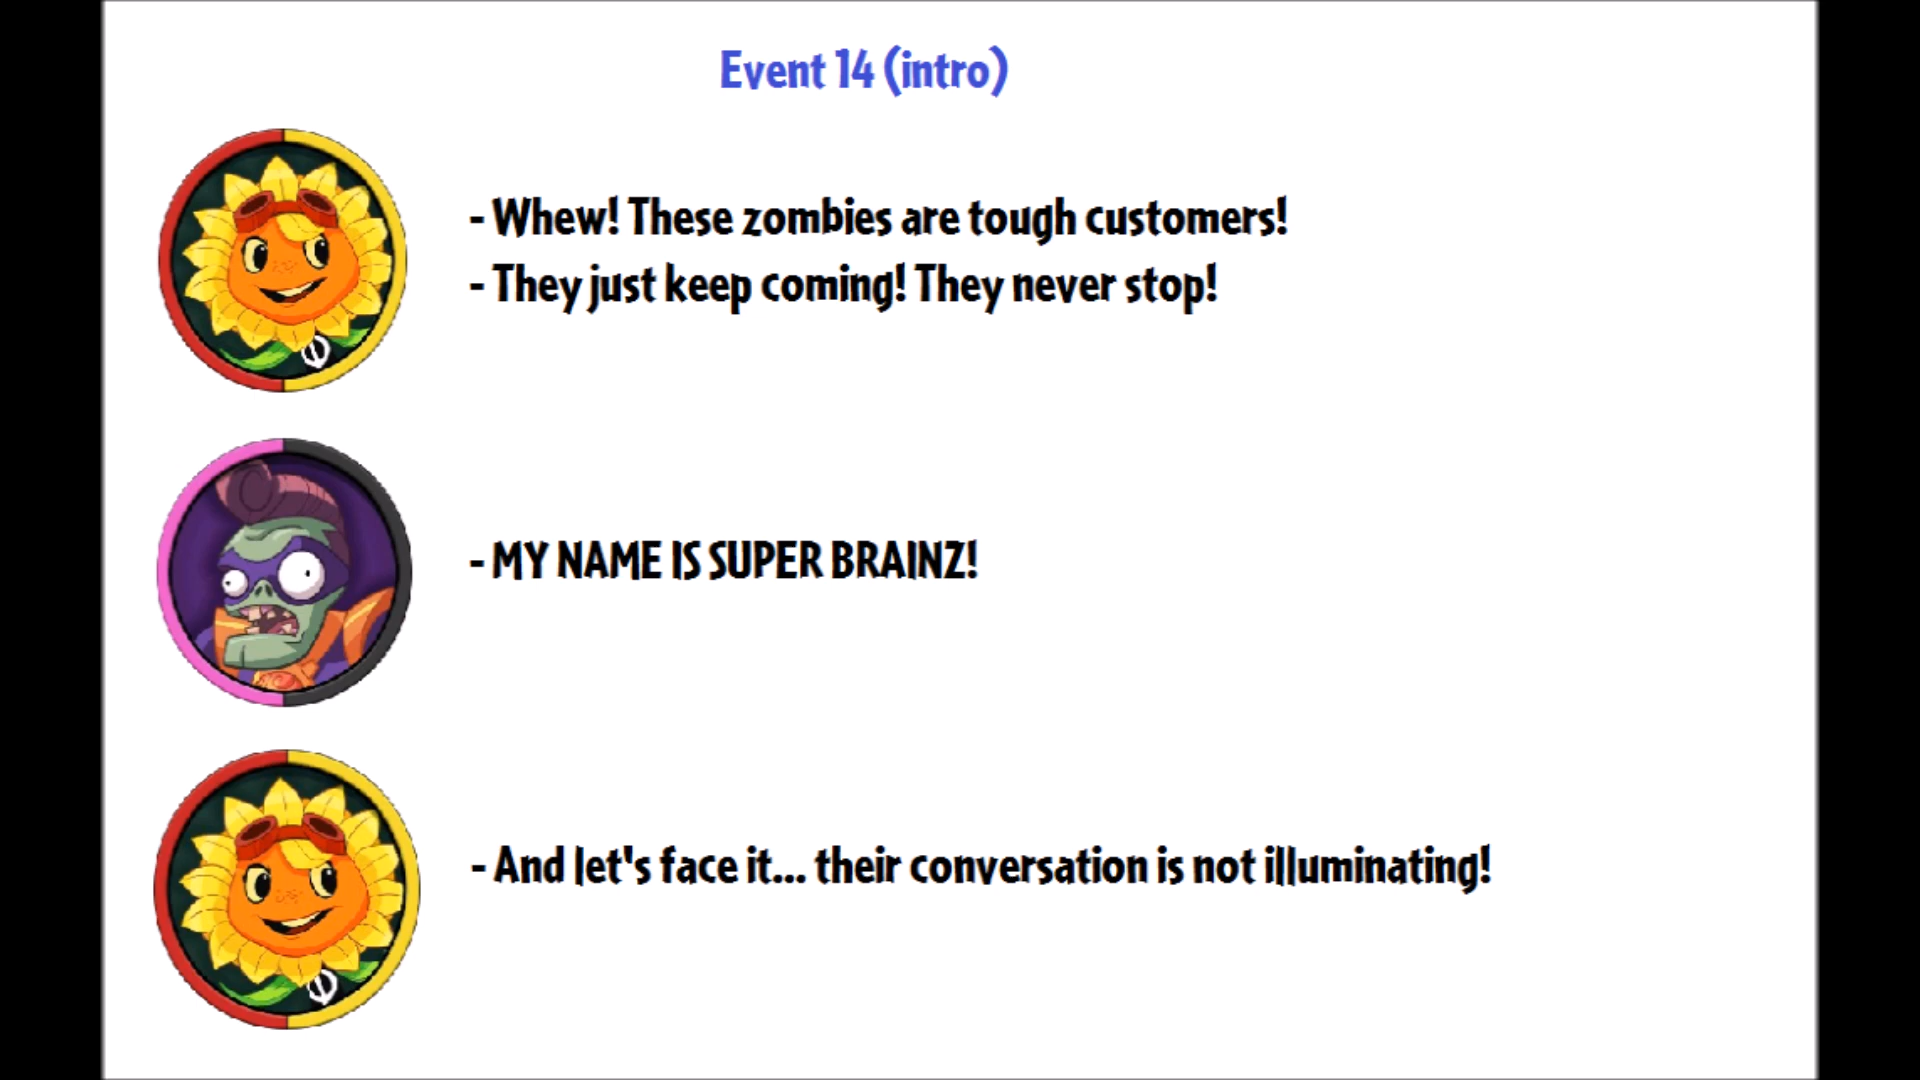 Event 14 (intro)
- Whew! These zombies are tough customers!
- They just keep coming! They never stop!
- MY NAME IS SUPER BRAINZ!
- And let's face it... their conversation is not illuminating!